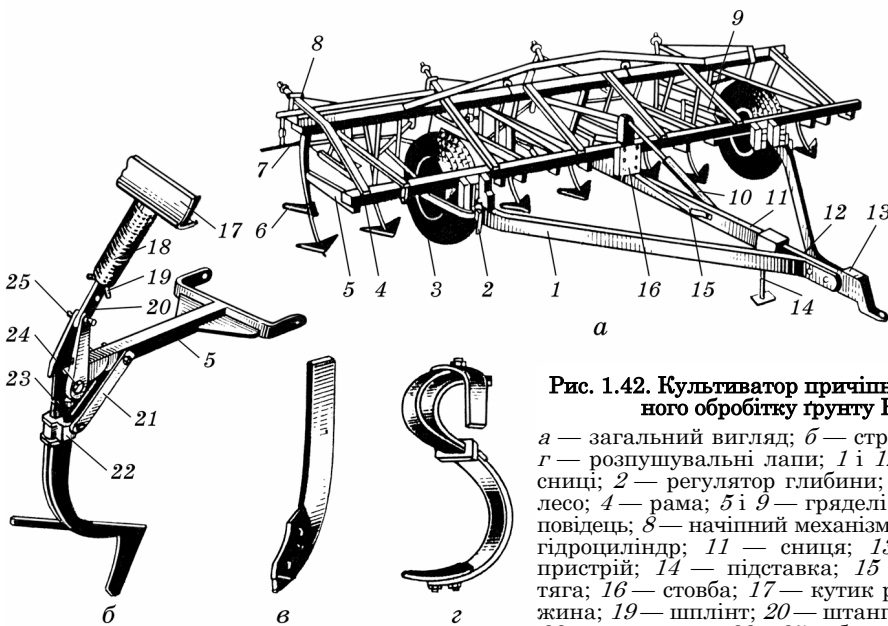 9
8
7
6
10
11
12
13
5
4
3
2
1
16
15
14
а
17
18
19
25
20
24
5
23
21
22
б
в
г
Рис. 1.42. Культиватор причіпн
ного обробітку ґрунту
а — загальний вигляд; б — стр
г — розпушувальні лапи; 1 і 1
сниці; 2 — регулятор глибини;
лесо; 4 — рама; 5 і 9 — гряделі
повідець; 8 — начіпний механізм
гідроциліндр; 11 — сниця; 13
пристрій; 14 — підставка; 15
тяга; 16 — стовба; 17 — кутик р
жина; 19 — шплінт; 20 — штанг